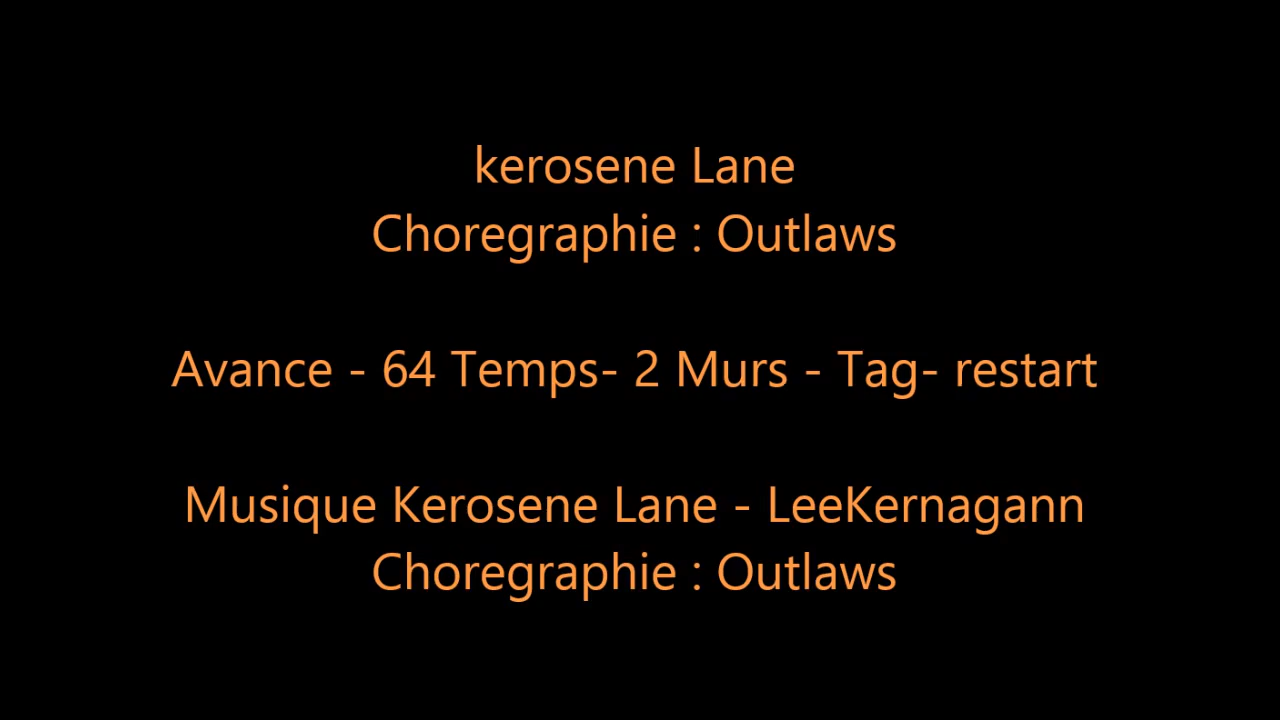 kerosene Lane
Choregraphie : Outlaws
Avance - 64 Temps- 2 Murs - Tag- restart
Musique Kerosene Lane - LeeKernagann
Choregraphie : Outlaws